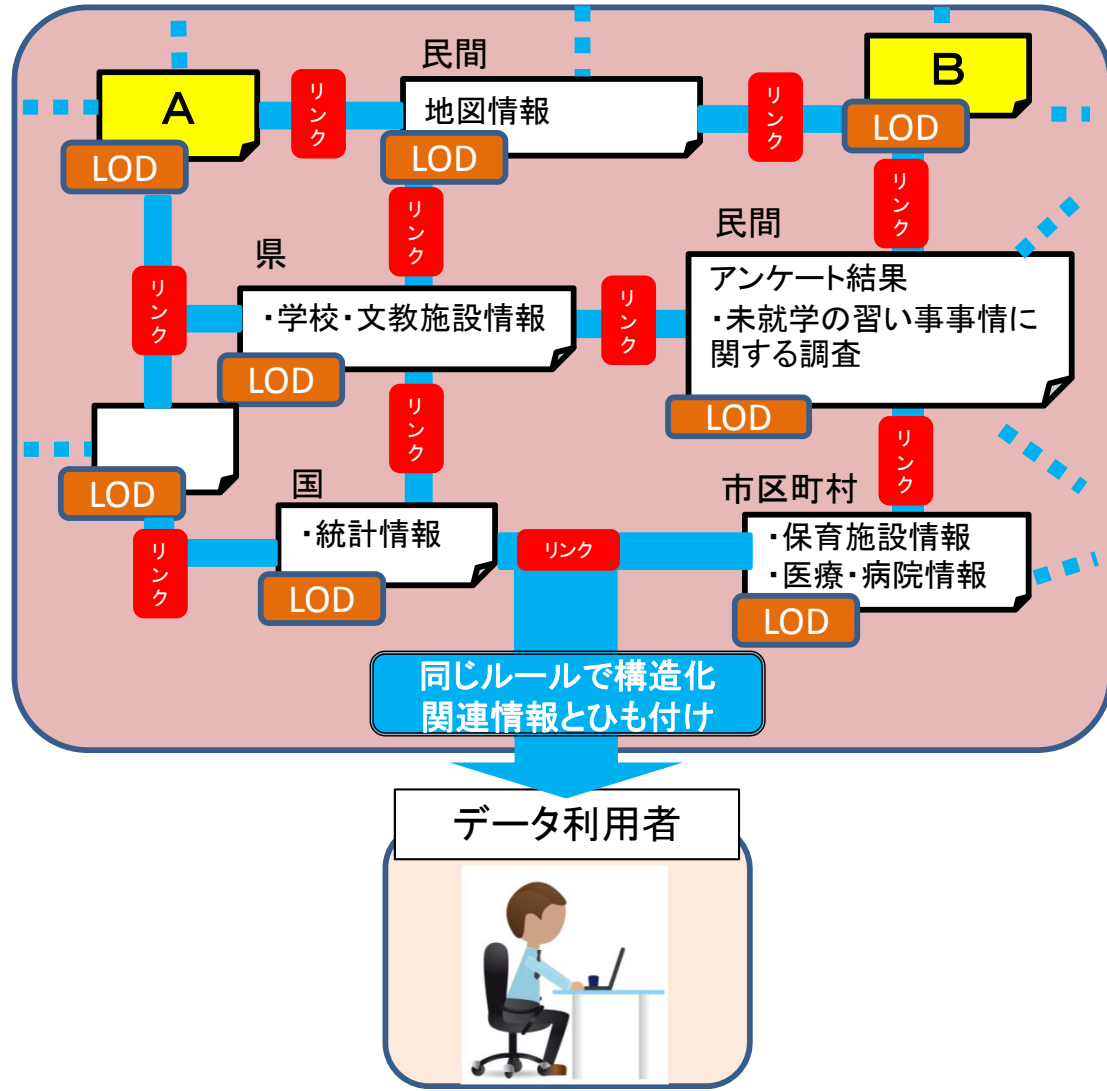 民間
A
リンク
地図情報
リンク
B
LOD
LOD
LOD
リンク
リンク
県
民間
リンク
・学校・文教施設情報
リンク
アンケート結果
・未就学の習い事事情に
関する調査
LOD
LOD
リンク
リンク
LOD
国
市区町村
リンク
・統計情報
リンク
・保育施設情報
・医療・病院情報
LOD
LOD
同じルールで構造化
関連情報とひも付け
データ利用者